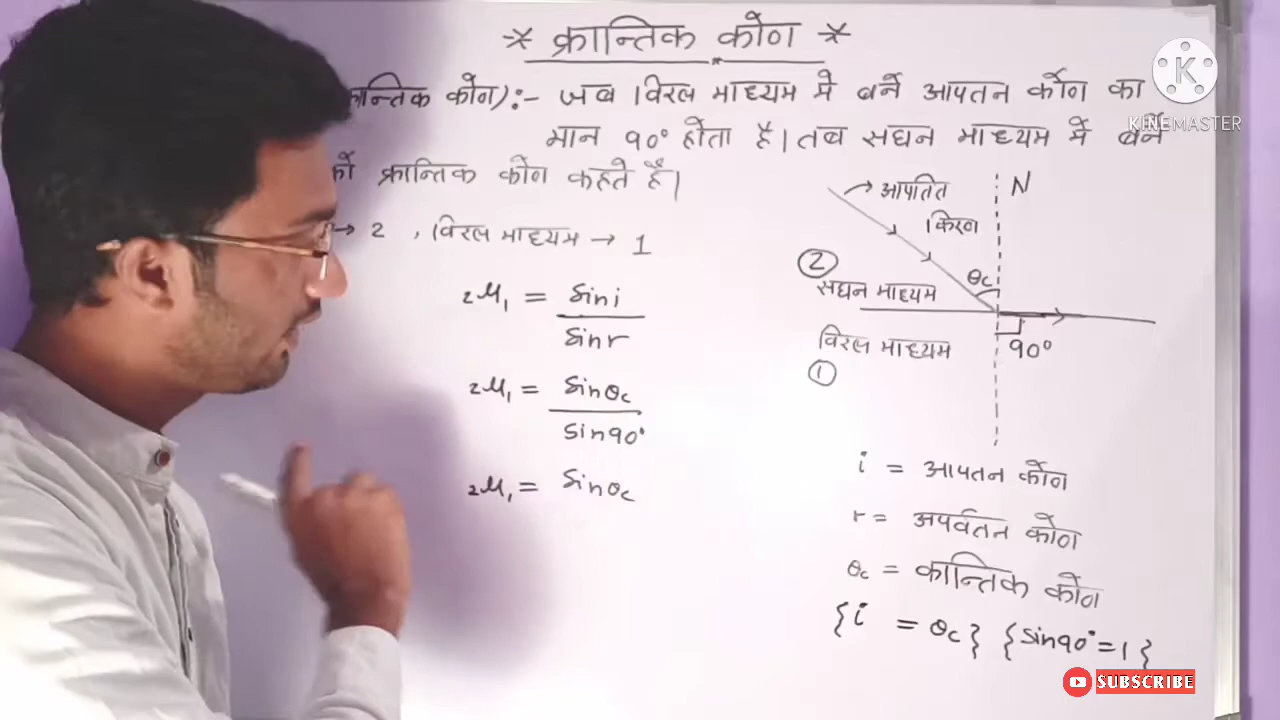 * क्रान्तिक कोण *
क्रान्तिक कोण):- जब विरल माध्यम में बने आपतन कोण का
मान 90° होता है। तब सघन माध्यम में बने
को क्रान्तिक कोण कहते है।
→ 2 , विरल माध्यम → 1
₂μ₁ = sini / sinr
₂μ₁ = sinθc / sin90°
₂μ₁ = sinθc
आपतित
किरण
N
θc
②
सघन माध्यम
विरल माध्यम
①
90°
i = आपतन कोण
r = अपर्वतन कोण
θc = कान्तिक कोण
{i = θc} {sin90° = 1}
K
KINEMASTER
SUBSCRIBE